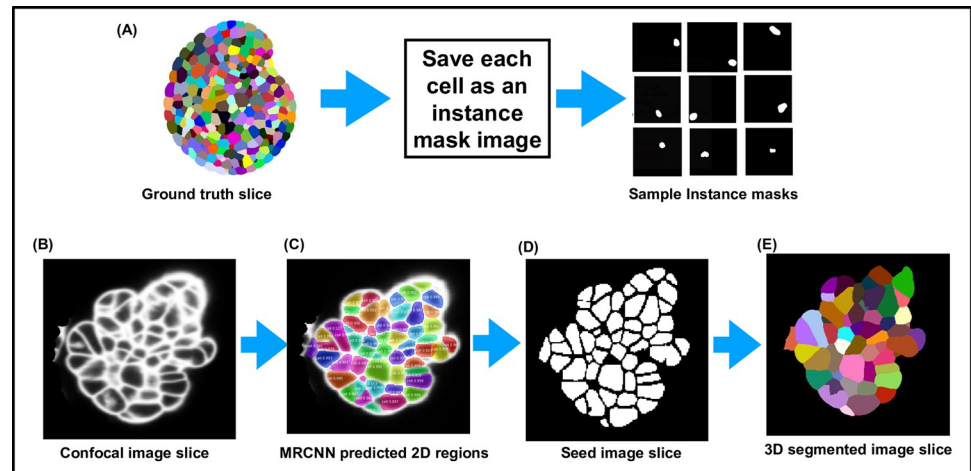 (A)
Save each
cell as an
instance
mask image
Ground truth slice
Sample Instance masks
(B)
(C)
(D)
(E)
Confocal image slice
MRCNN predicted 2D regions
Seed image slice
3D segmented image slice